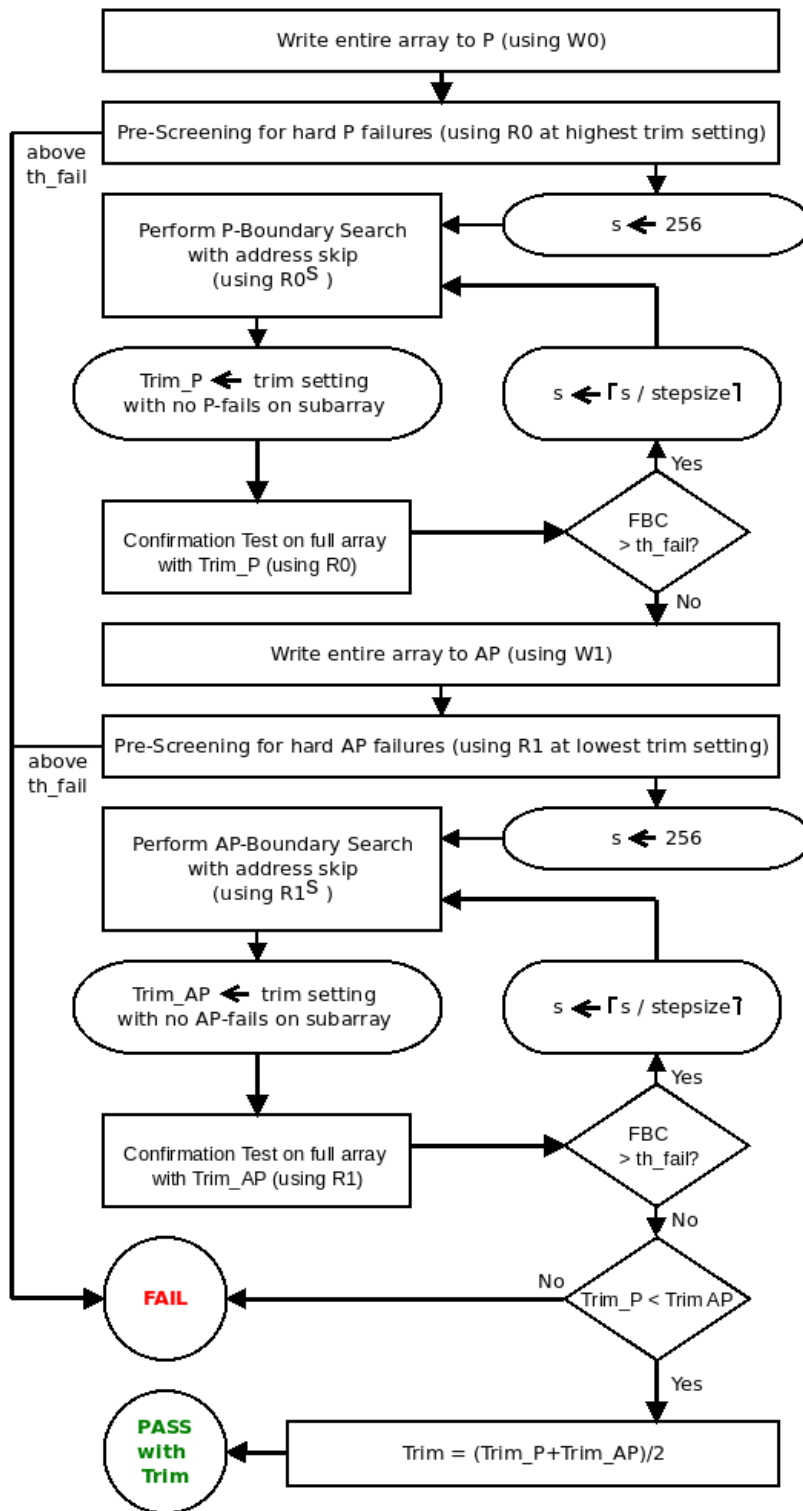 Write entire array to P (using W0)
Pre-Screening for hard P failures (using R0 at highest trim setting)
above
th_fail
s ← 256
Perform P-Boundary Search
with address skip
(using R0^S )
Trim_P ← trim setting
with no P-fails on subarray
s ← ⌈s / stepsize⌉
Yes
Confirmation Test on full array
with Trim_P (using R0)
FBC
> th_fail?
No
Write entire array to AP (using W1)
Pre-Screening for hard AP failures (using R1 at lowest trim setting)
above
th_fail
s ← 256
Perform AP-Boundary Search
with address skip
(using R1^S )
Trim_AP ← trim setting
with no AP-fails on subarray
s ← ⌈s / stepsize⌉
Yes
Confirmation Test on full array
with Trim_AP (using R1)
FBC
> th_fail?
No
No
FAIL
Trim_P < Trim AP
Yes
PASS
with
Trim
Trim = (Trim_P+Trim_AP)/2